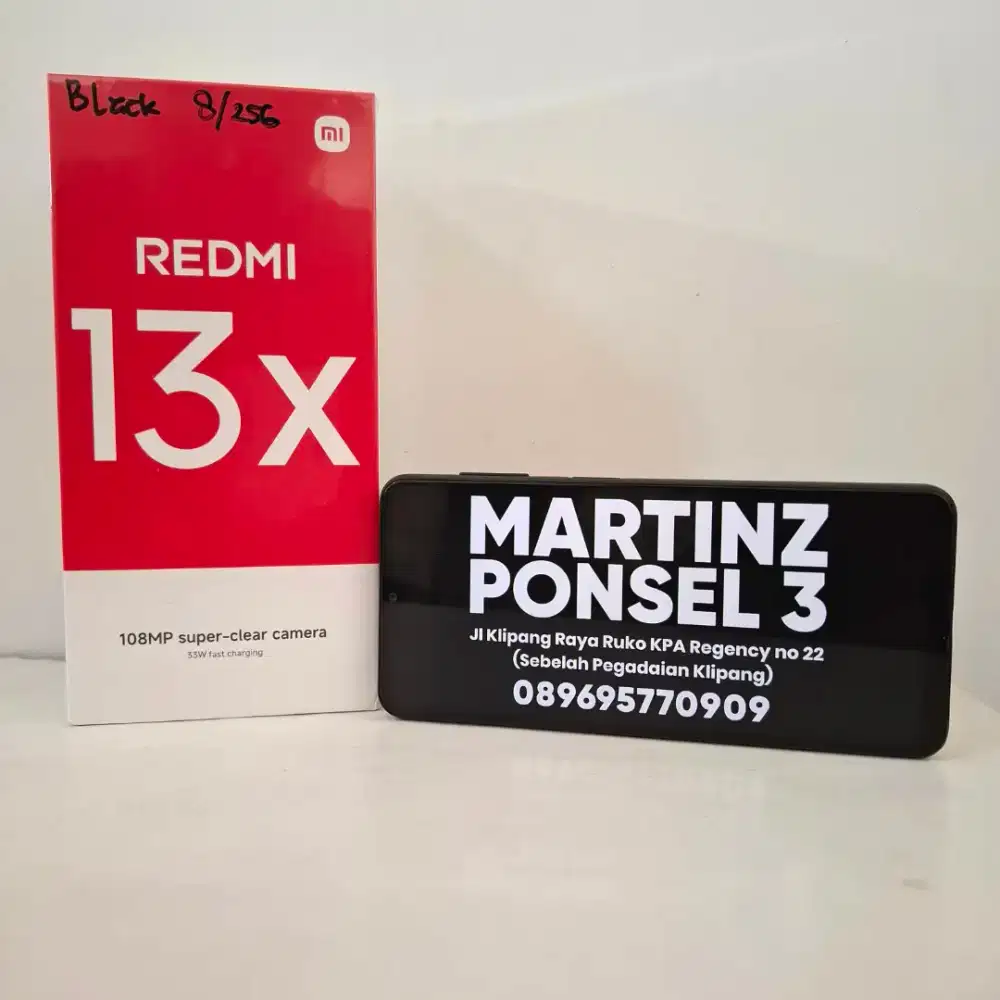 Black 8/256
mi
REDMI
13x
108MP super-clear camera
33W fast charging
MARTINZ
PONSEL 3
Jl Klipang Raya Ruko KPA Regency no 22
(Sebelah Pegadaian Klipang)
089695770909